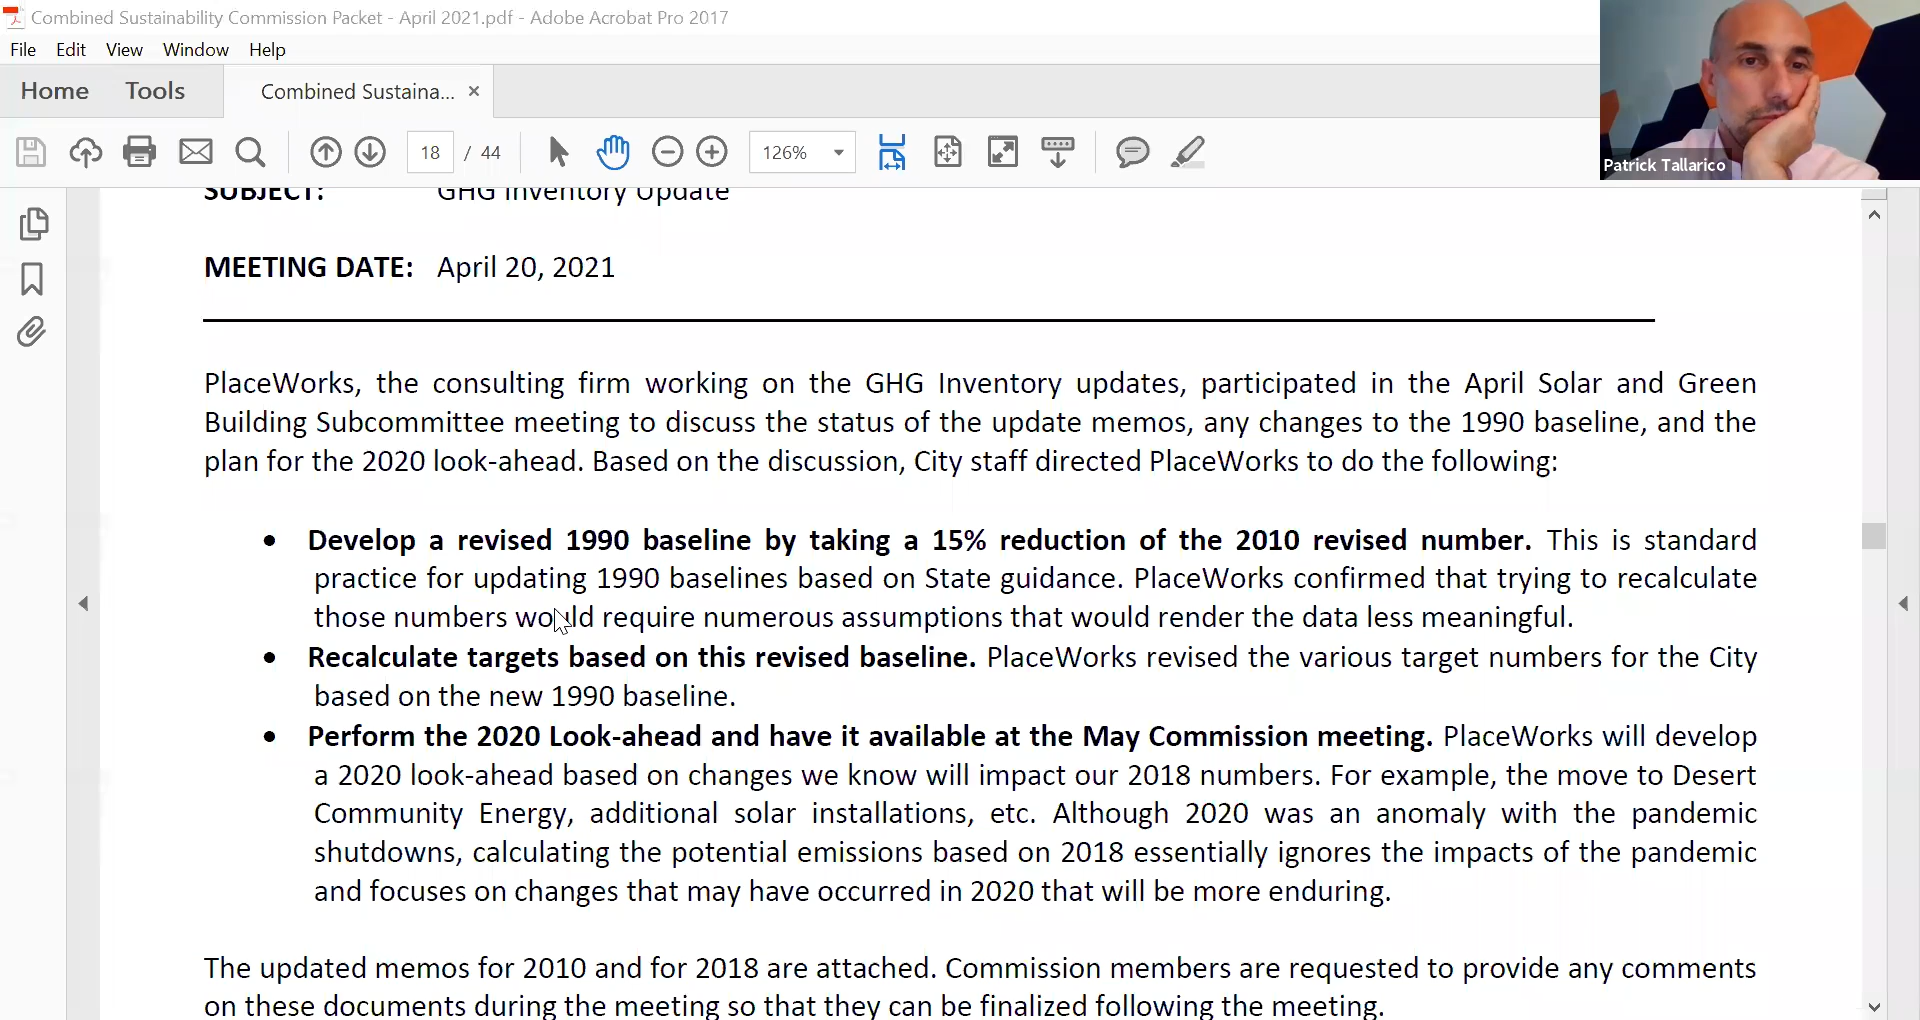 Combined Sustainability Commission Packet - April 2021.pdf - Adobe Acrobat Pro 2017
File Edit View Window Help
Home Tools Combined Sustaina... ×
18 / 44 126%
Patrick Tallarico
SUBJECT: GHG Inventory Update
MEETING DATE: April 20, 2021
PlaceWorks, the consulting firm working on the GHG Inventory updates, participated in the April Solar and Green
Building Subcommittee meeting to discuss the status of the update memos, any changes to the 1990 baseline, and the
plan for the 2020 look-ahead. Based on the discussion, City staff directed PlaceWorks to do the following:
• Develop a revised 1990 baseline by taking a 15% reduction of the 2010 revised number. This is standard
practice for updating 1990 baselines based on State guidance. PlaceWorks confirmed that trying to recalculate
those numbers would require numerous assumptions that would render the data less meaningful.
• Recalculate targets based on this revised baseline. PlaceWorks revised the various target numbers for the City
based on the new 1990 baseline.
• Perform the 2020 Look-ahead and have it available at the May Commission meeting. PlaceWorks will develop
a 2020 look-ahead based on changes we know will impact our 2018 numbers. For example, the move to Desert
Community Energy, additional solar installations, etc. Although 2020 was an anomaly with the pandemic
shutdowns, calculating the potential emissions based on 2018 essentially ignores the impacts of the pandemic
and focuses on changes that may have occurred in 2020 that will be more enduring.
The updated memos for 2010 and for 2018 are attached. Commission members are requested to provide any comments
on these documents during the meeting so that they can be finalized following the meeting.